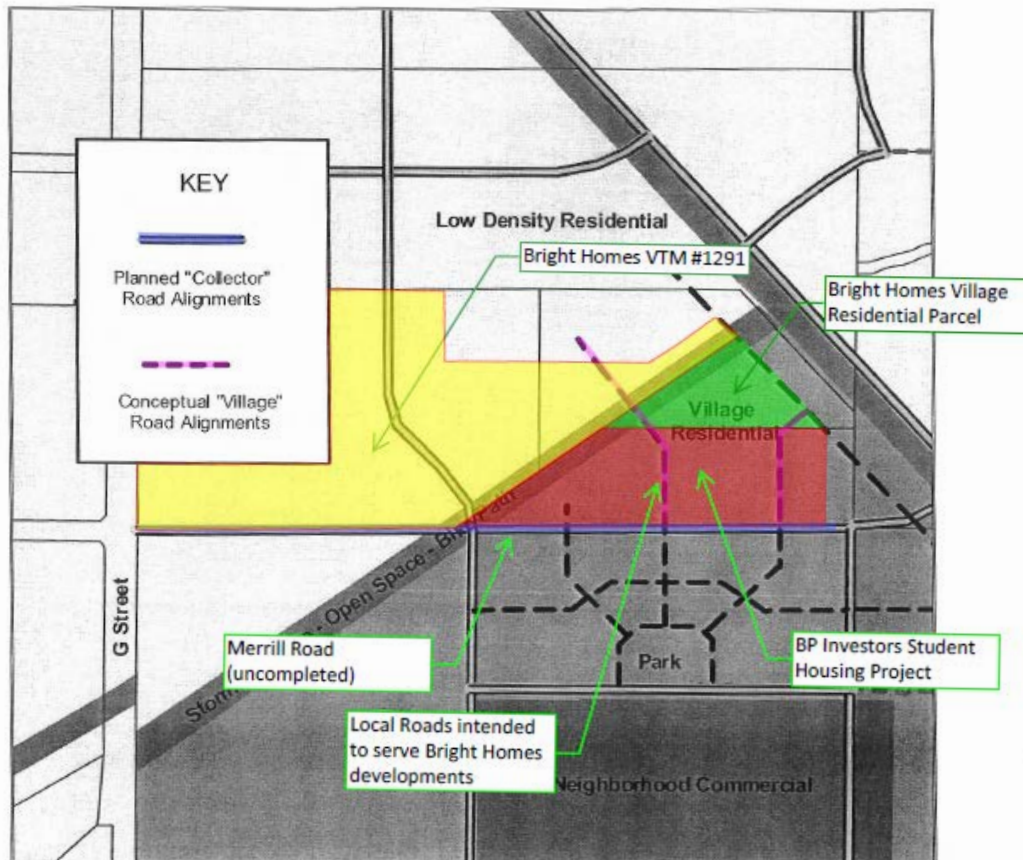 KEY
Planned "Collector"
Road Alignments
Conceptual "Village"
Road Alignments
Low Density Residential
Bright Homes VTM #1291
Bright Homes Village
Residential Parcel
Village
Residential
G Street
Open Space -
Merrill Road
(uncompleted)
Park
BP Investors Student
Housing Project
Local Roads intended
to serve Bright Homes
developments
Neighborhood Commercial